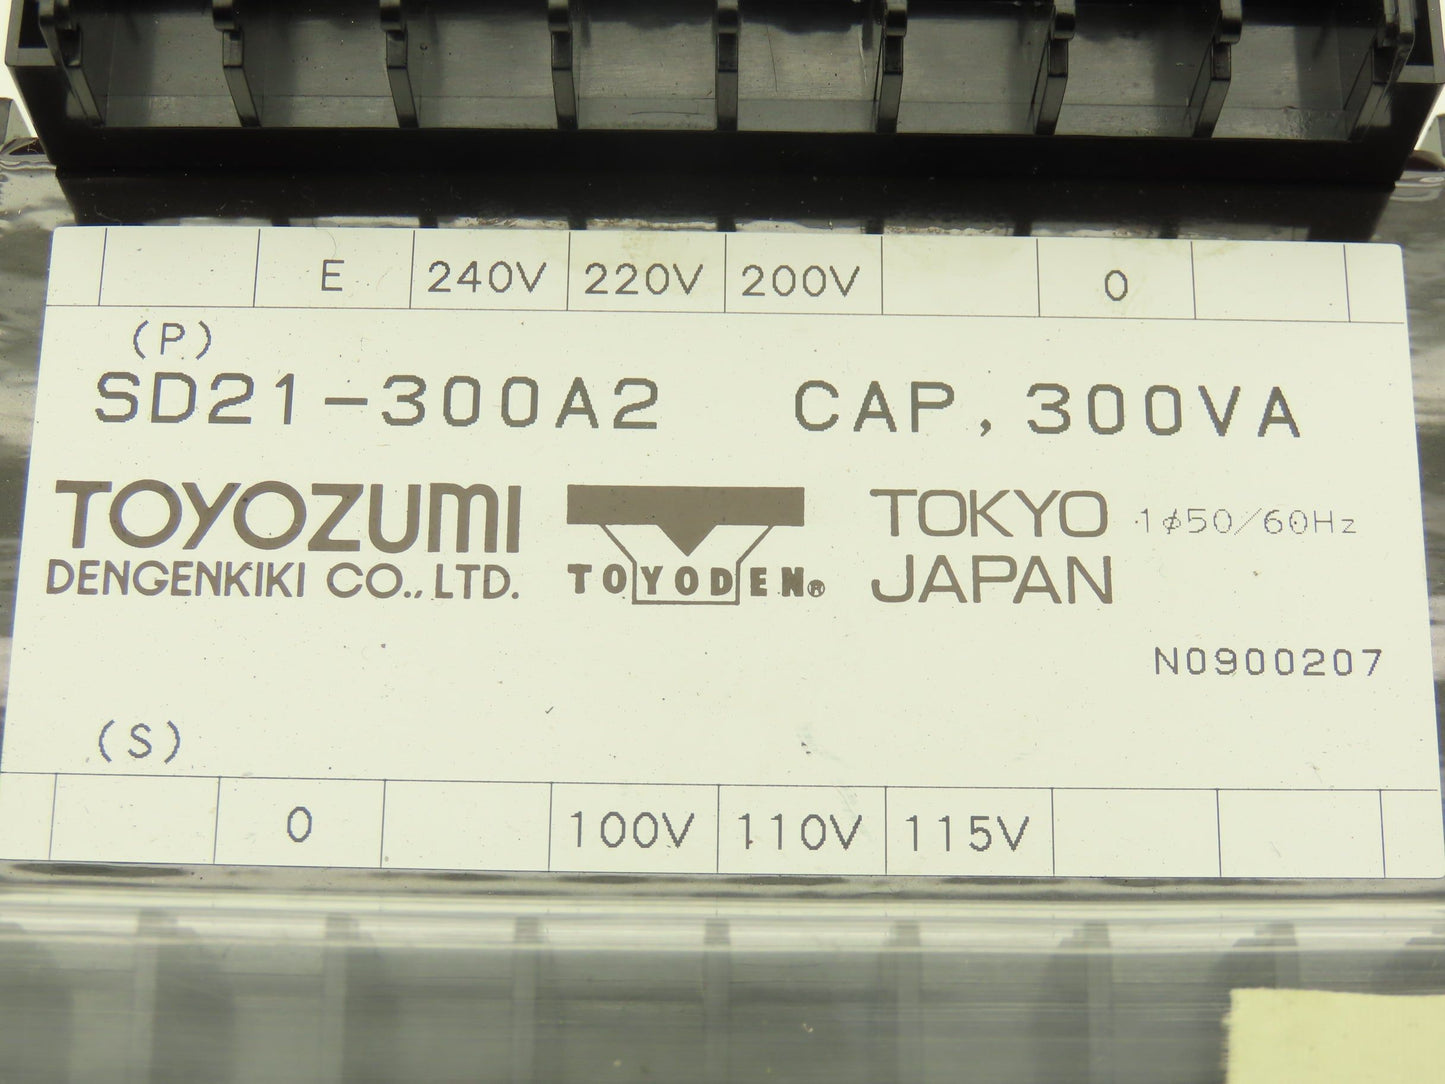 E 240V 220V 200V 0
(P)
SD21-300A2 CAP, 300VA
TOYOZUMI
DENGENKIKI CO., LTD.
TOYODEN®
TOKYO
JAPAN
1φ50/60Hz
N0900207
(S)
0 100V 110V 115V